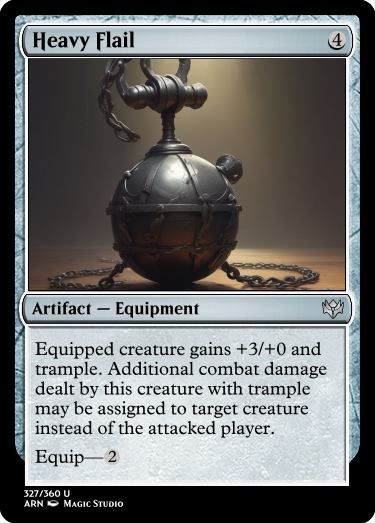 Heavy Flail 4
Artifact — Equipment
Equipped creature gains +3/+0 and
trample. Additional combat damage
dealt by this creature with trample
may be assigned to target creature
instead of the attacked player.
Equip—2
327/360 U
ARN Magic Studio